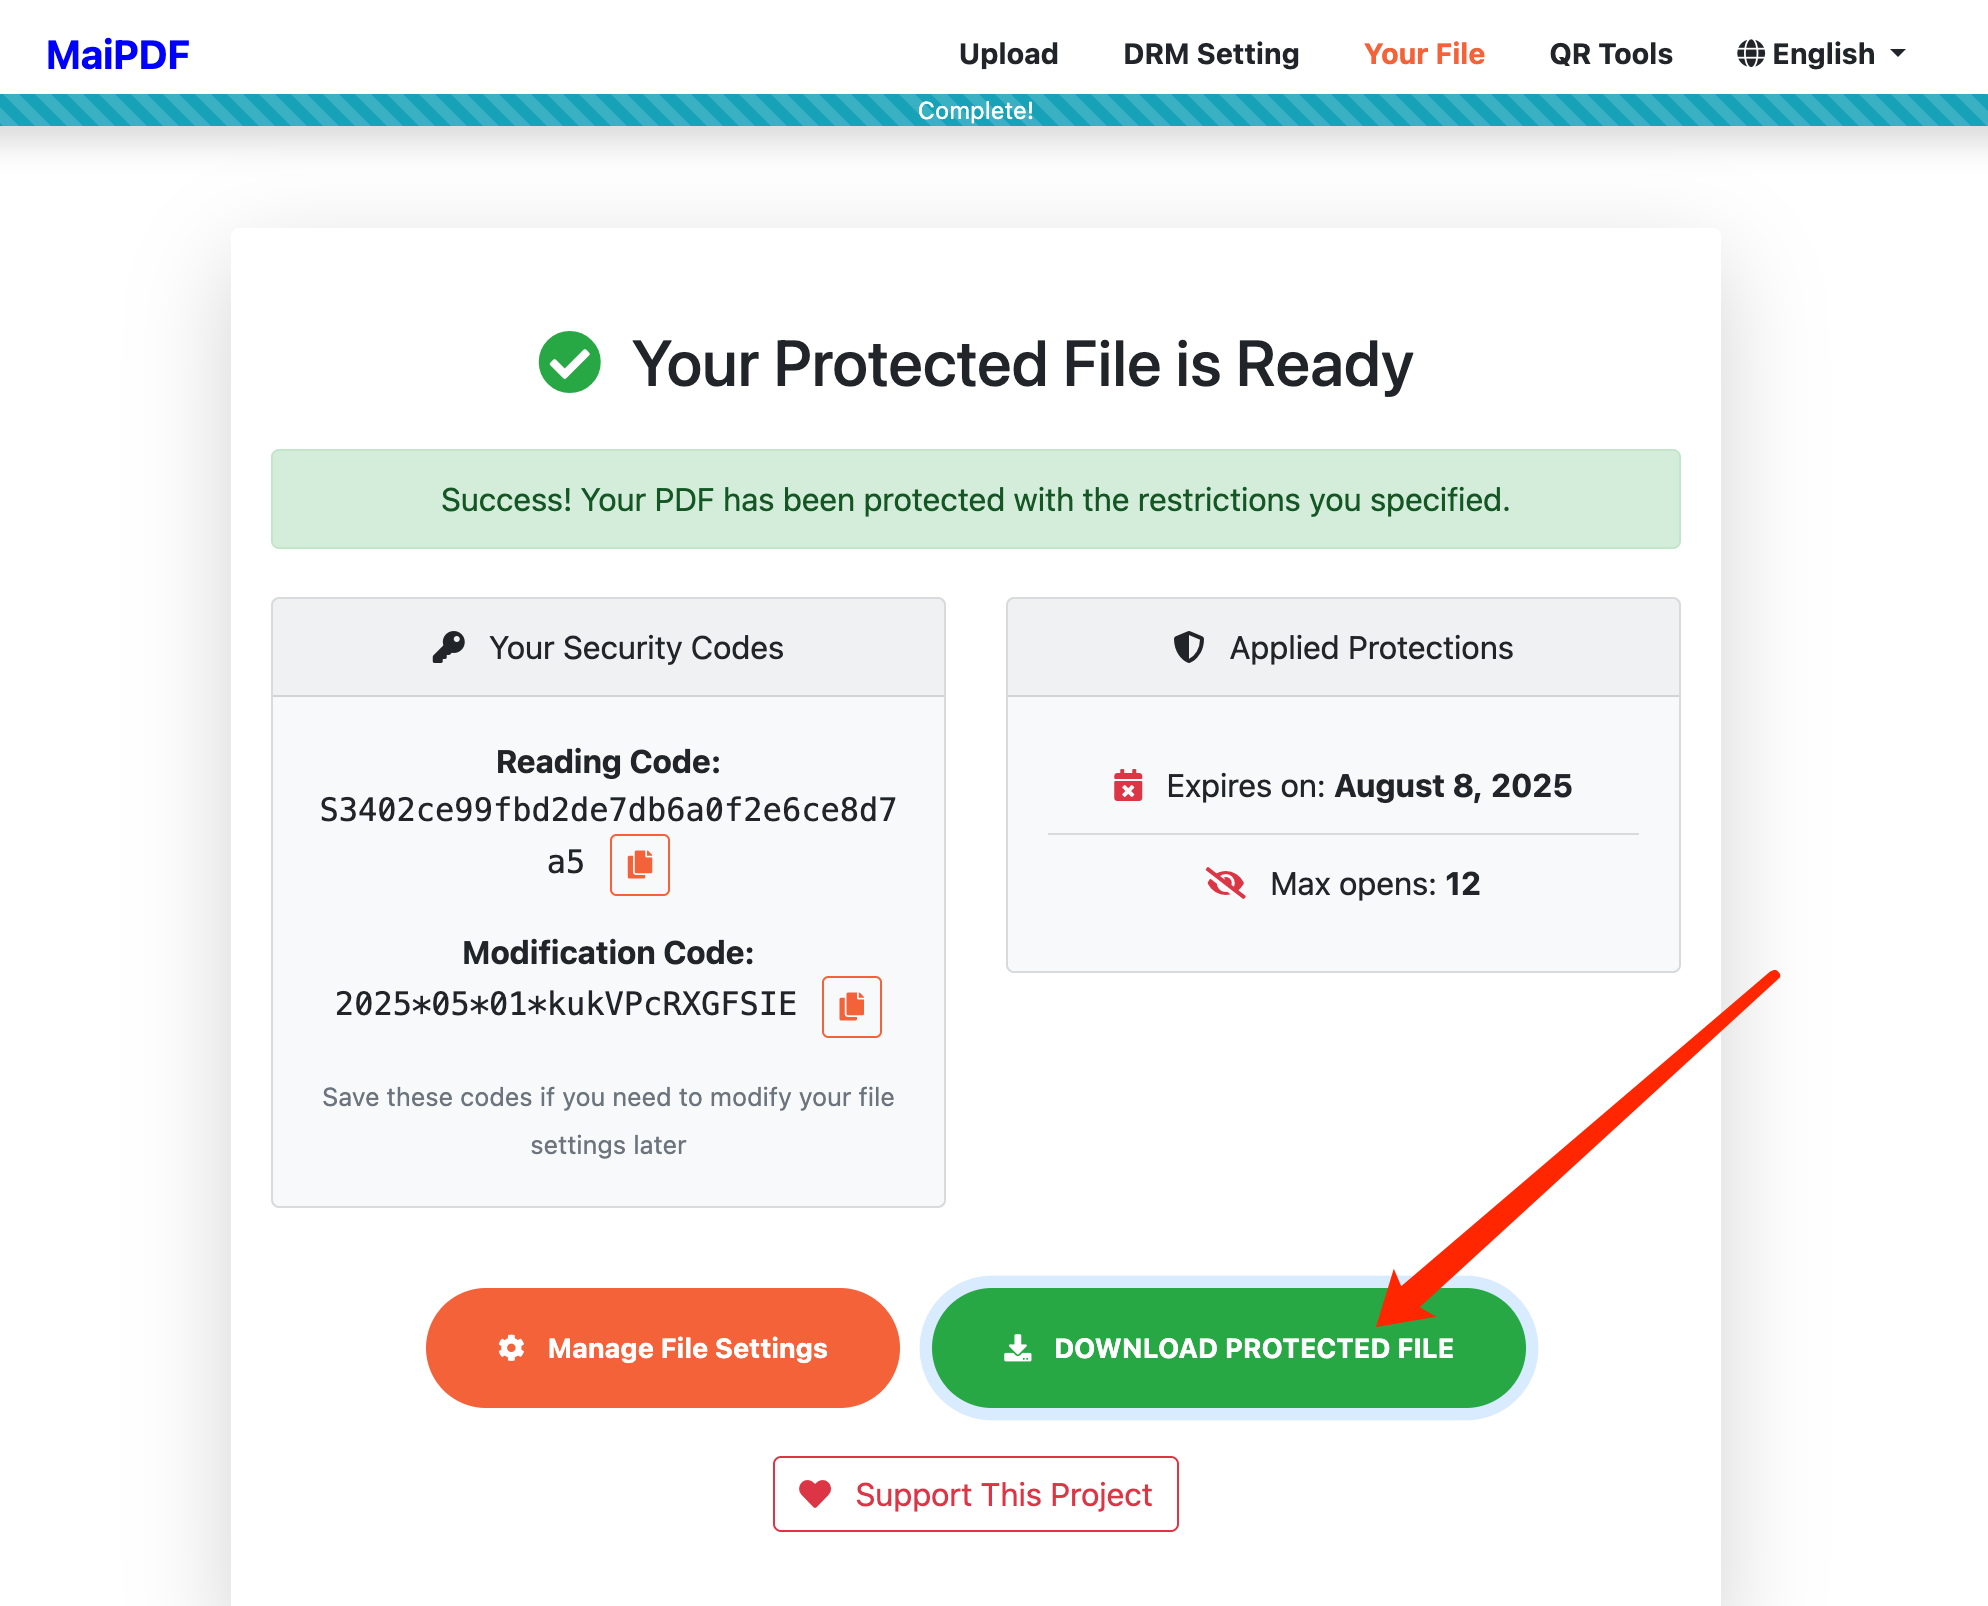 MaiPDF
Upload
DRM Setting
Your File
QR Tools
English
Complete!
Your Protected File is Ready
Success! Your PDF has been protected with the restrictions you specified.
Your Security Codes
Reading Code:
S3402ce99fbd2de7db6a0f2e6ce8d7
a5
Modification Code:
2025*05*01*kukVPcRXGFSIE
Save these codes if you need to modify your file
settings later
Applied Protections
Expires on: August 8, 2025
Max opens: 12
Manage File Settings
DOWNLOAD PROTECTED FILE
Support This Project